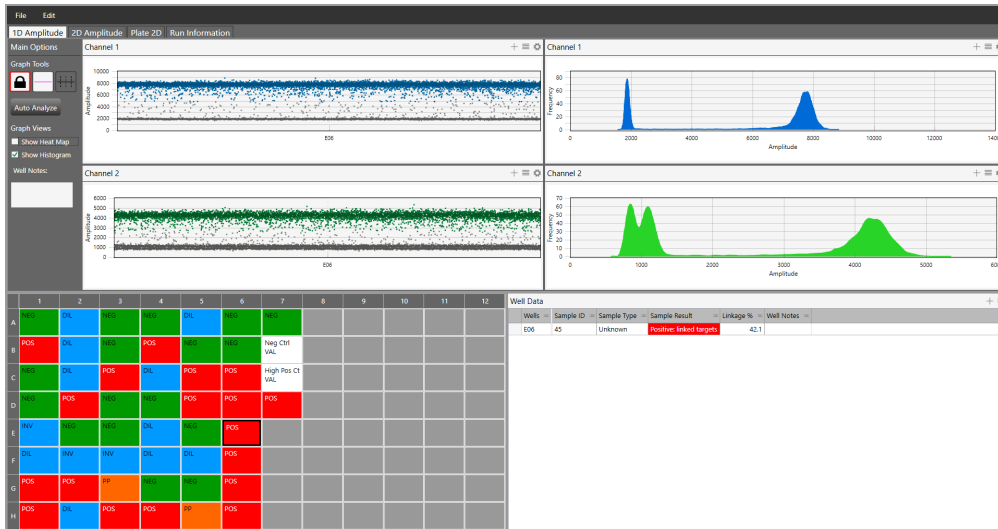 File Edit
1D Amplitude 2D Amplitude Plate 2D Run Information
Main Options
Graph Tools
Auto Analyze
Graph Views
Show Heat Map
Show Histogram
Well Notes:
Channel 1
Amplitude
10000
8000
6000
4000
2000
0
E06
Channel 1
Frequency
80
60
40
20
0
0 2000 4000 6000 8000 10000 12000 140
Amplitude
Channel 2
Amplitude
6000
5000
4000
3000
2000
1000
0
E06
Channel 2
Frequency
70
60
50
40
30
20
10
0
0 1000 2000 3000 4000 5000 60
Amplitude
1 2 3 4 5 6 7 8 9 10 11 12
A NEG DIL NEG NEG DIL NEG NEG
B POS DIL NEG POS NEG NEG Neg Ctrl
VAL
C NEG DIL POS DIL POS POS High Pos Ct
VAL
D NEG POS NEG NEG POS POS POS
E INV NEG NEG DIL NEG POS
F DIL INV INV DIL DIL POS
G POS POS PP NEG NEG POS
H POS DIL POS POS PP POS
Well Data
Wells Sample ID Sample Type Sample Result Linkage % Well Notes
E06 45 Unknown Positive: linked targets 42,1